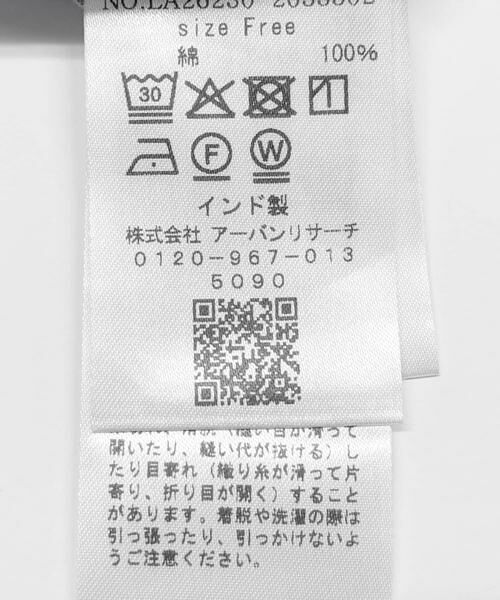 NO.LA26230 203550E
size Free
綿 100%
30
F W
インド製
株式会社 アーバンリサーチ
0120-967-013
5090
開いたり、縫い代が抜ける）し
たり目寄れ（織り糸が滑って片
寄り、折り目が開く）すること
があります。着脱や洗濯の際は
引っ張ったり、引っかけないよ
うご注意ください。